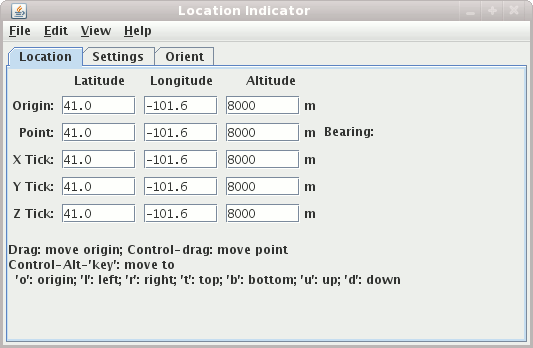 Location Indicator
File Edit View Help
Location Settings Orient
Latitude Longitude Altitude
Origin: 41.0 -101.6 8000 m
Point: 41.0 -101.6 8000 m Bearing:
X Tick: 41.0 -101.6 8000 m
Y Tick: 41.0 -101.6 8000 m
Z Tick: 41.0 -101.6 8000 m
Drag: move origin; Control-drag: move point
Control-Alt-'key': move to
'o': origin; 'l': left; 'r': right; 't': top; 'b': bottom; 'u': up; 'd': down